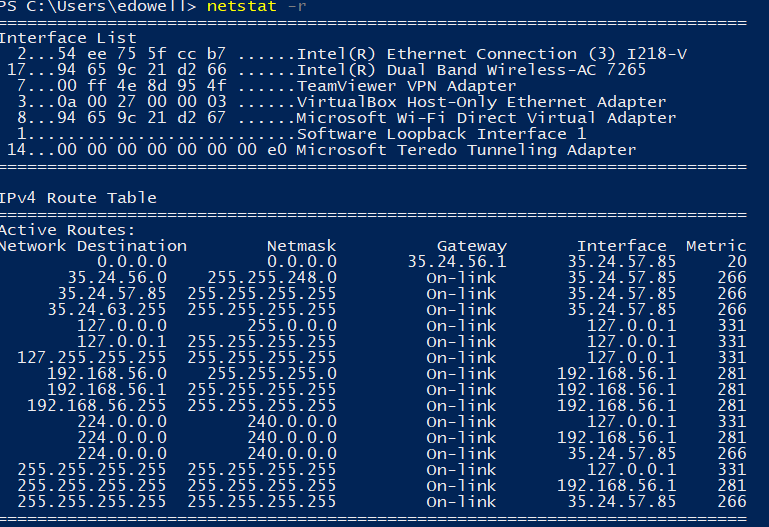 PS C:\Users\edowell> netstat -r
===========================================================================
Interface List
  2...54 ee 75 5f cc b7 ......Intel(R) Ethernet Connection (3) I218-V
 17...94 65 9c 21 d2 66 ......Intel(R) Dual Band Wireless-AC 7265
  7...00 ff 4e 8d 95 4f ......TeamViewer VPN Adapter
  3...0a 00 27 00 00 03 ......VirtualBox Host-Only Ethernet Adapter
  8...94 65 9c 21 d2 67 ......Microsoft Wi-Fi Direct Virtual Adapter
  1...........................Software Loopback Interface 1
 14...00 00 00 00 00 00 00 e0 Microsoft Teredo Tunneling Adapter
===========================================================================
IPv4 Route Table
===========================================================================
Active Routes:
Network Destination        Netmask          Gateway       Interface  Metric
          0.0.0.0          0.0.0.0       35.24.56.1      35.24.57.85     20
       35.24.56.0    255.255.248.0         On-link       35.24.57.85    266
      35.24.57.85  255.255.255.255         On-link       35.24.57.85    266
     35.24.63.255  255.255.255.255         On-link       35.24.57.85    266
        127.0.0.0        255.0.0.0         On-link         127.0.0.1    331
        127.0.0.1  255.255.255.255         On-link         127.0.0.1    331
  127.255.255.255  255.255.255.255         On-link         127.0.0.1    331
     192.168.56.0    255.255.255.0         On-link      192.168.56.1    281
     192.168.56.1  255.255.255.255         On-link      192.168.56.1    281
   192.168.56.255  255.255.255.255         On-link      192.168.56.1    281
        224.0.0.0        240.0.0.0         On-link         127.0.0.1    331
        224.0.0.0        240.0.0.0         On-link      192.168.56.1    281
        224.0.0.0        240.0.0.0         On-link       35.24.57.85    266
  255.255.255.255  255.255.255.255         On-link         127.0.0.1    331
  255.255.255.255  255.255.255.255         On-link      192.168.56.1    281
  255.255.255.255  255.255.255.255         On-link       35.24.57.85    266
===========================================================================